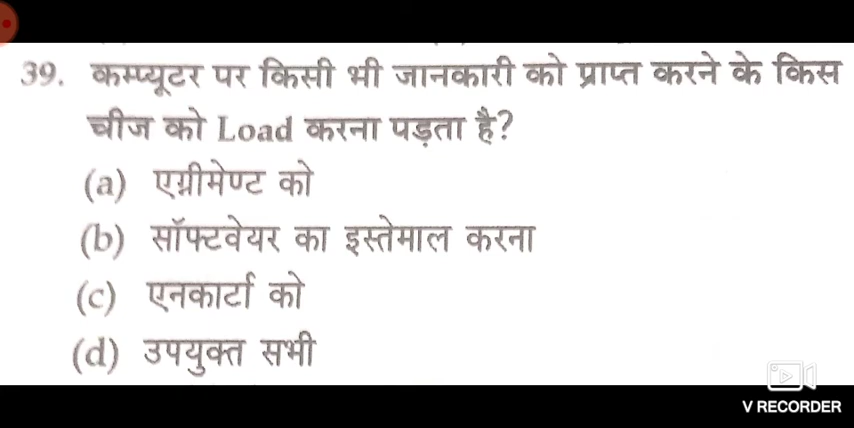 39. कम्प्यूटर पर किसी भी जानकारी को प्राप्त करने के किस
चीज को Load करना पड़ता है?
(a) एग्रीमेण्ट को
(b) सॉफ्टवेयर का इस्तेमाल करना
(c) एनकार्टा को
(d) उपयुक्त सभी
V RECORDER